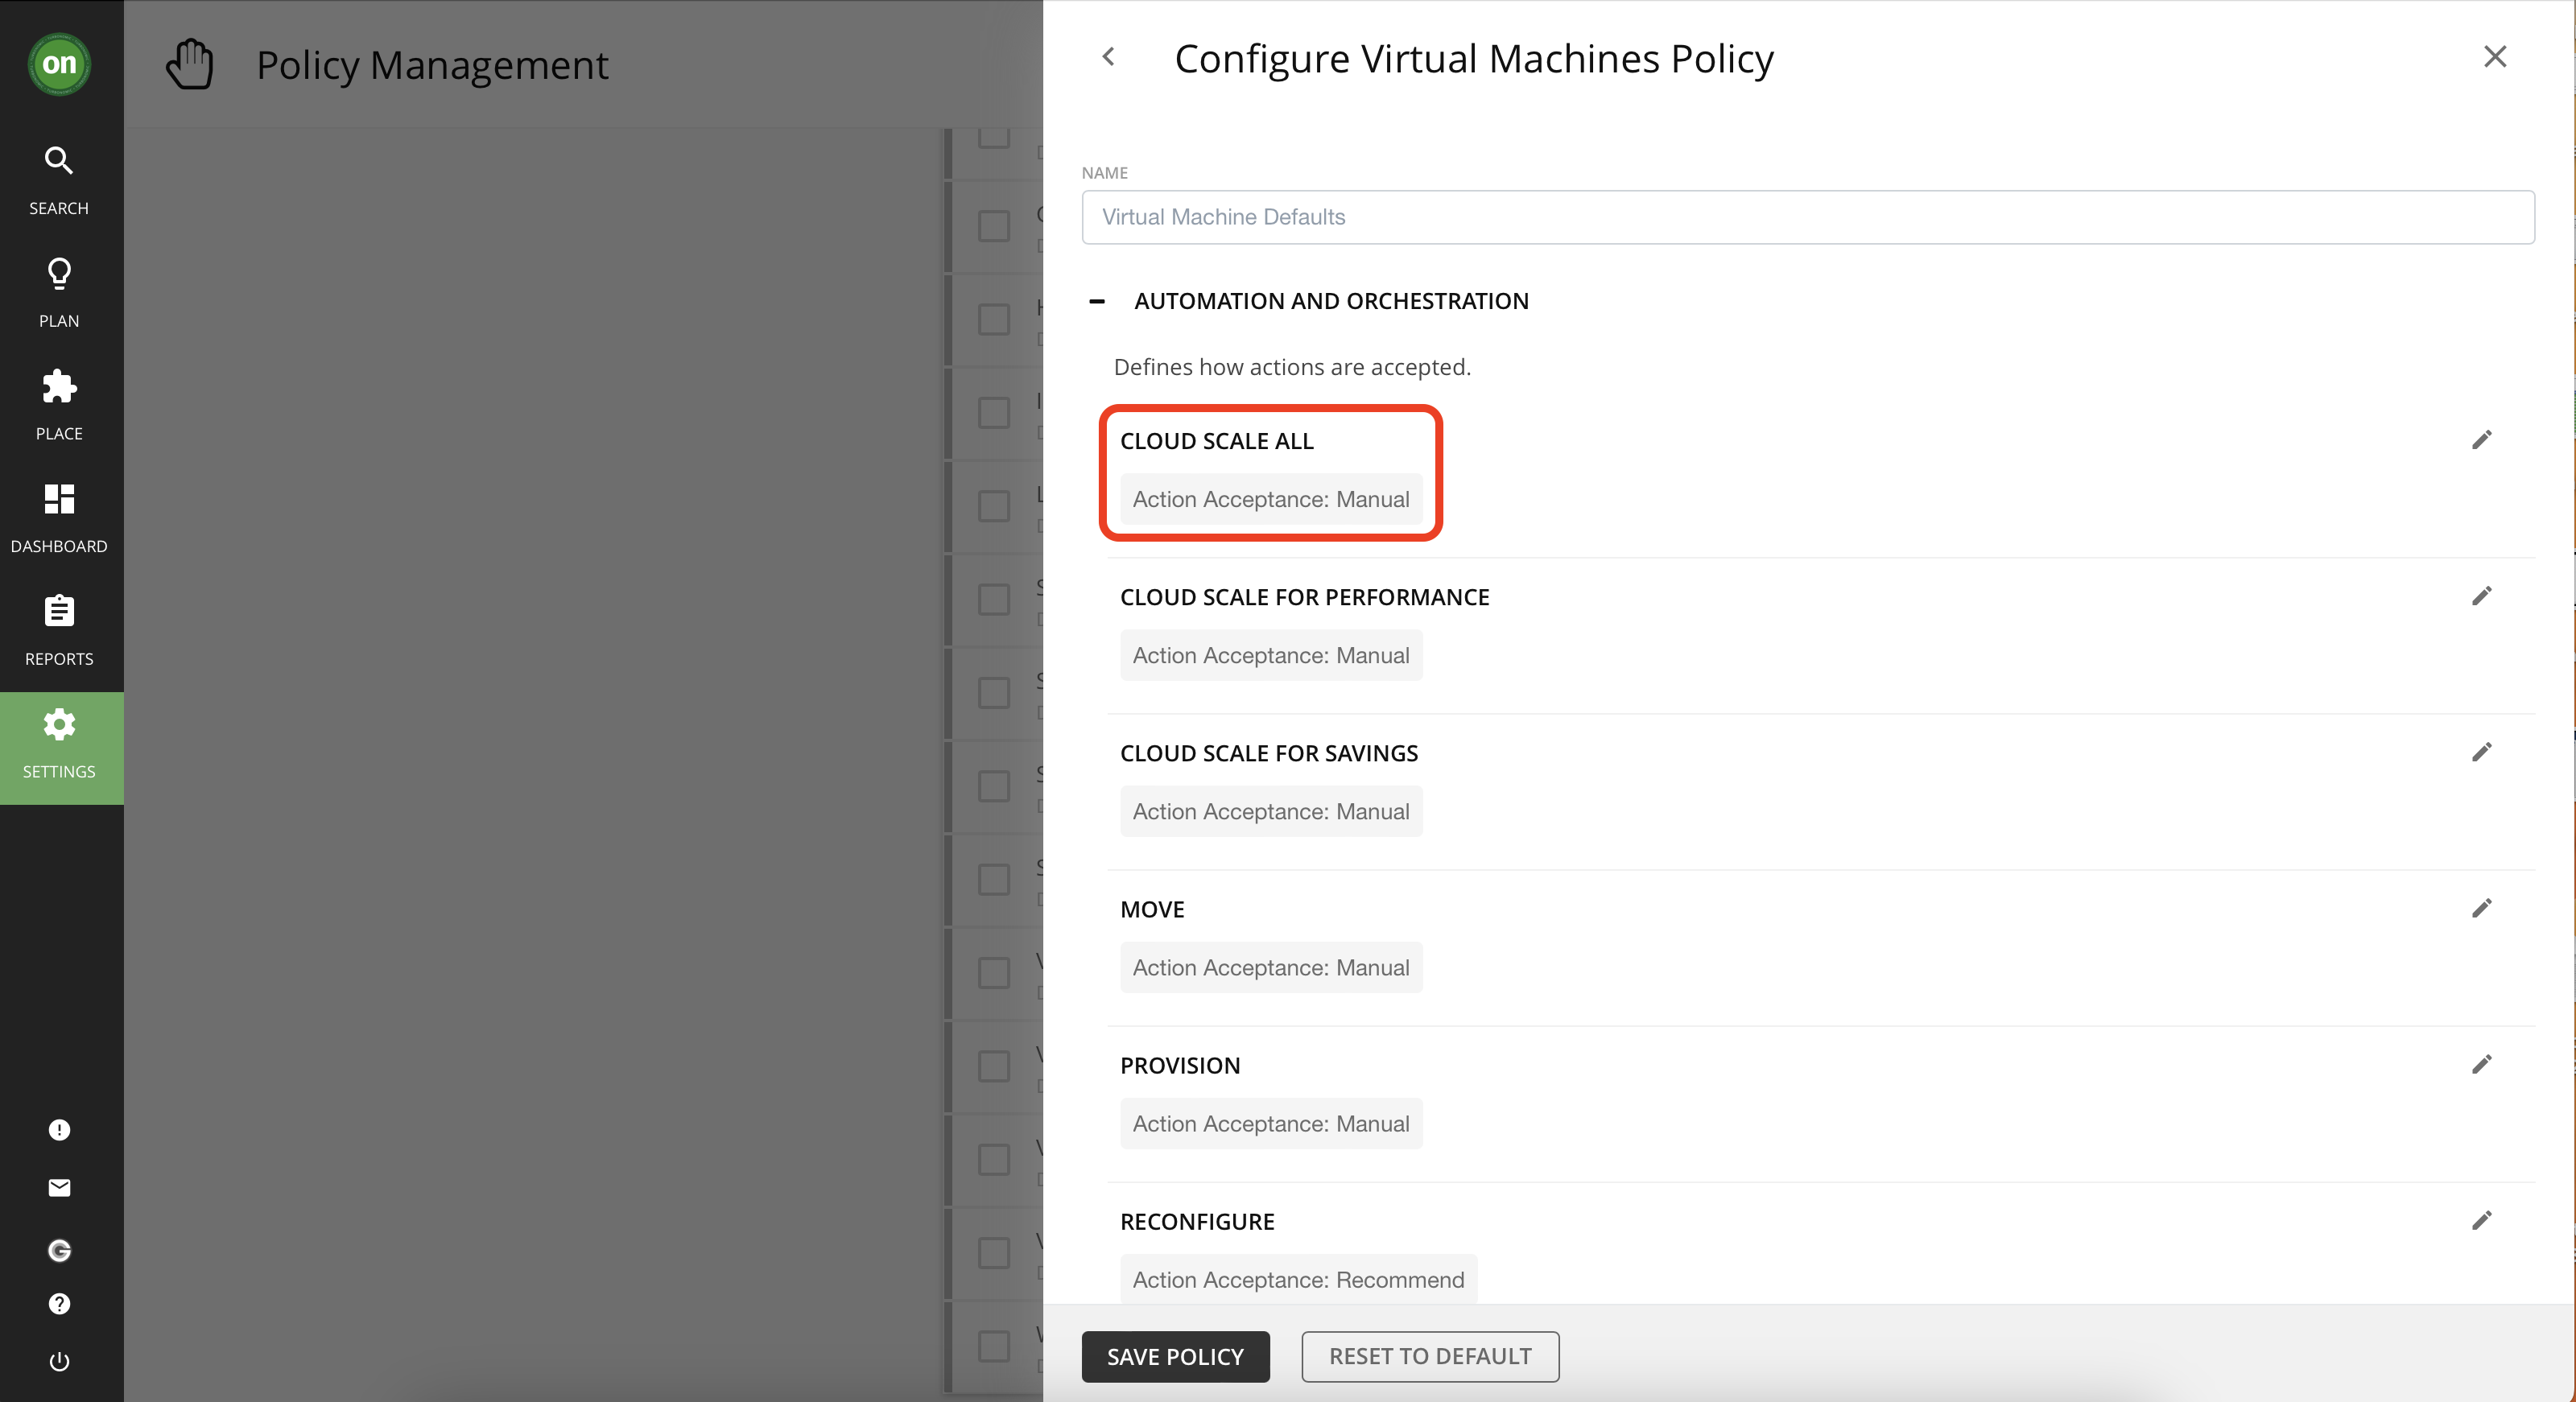 on
Policy Management
SEARCH
PLAN
PLACE
DASHBOARD
REPORTS
SETTINGS
Configure Virtual Machines Policy
NAME
Virtual Machine Defaults
AUTOMATION AND ORCHESTRATION
Defines how actions are accepted.
CLOUD SCALE ALL
Action Acceptance: Manual
CLOUD SCALE FOR PERFORMANCE
Action Acceptance: Manual
CLOUD SCALE FOR SAVINGS
Action Acceptance: Manual
MOVE
Action Acceptance: Manual
PROVISION
Action Acceptance: Manual
RECONFIGURE
Action Acceptance: Recommend
SAVE POLICY
RESET TO DEFAULT